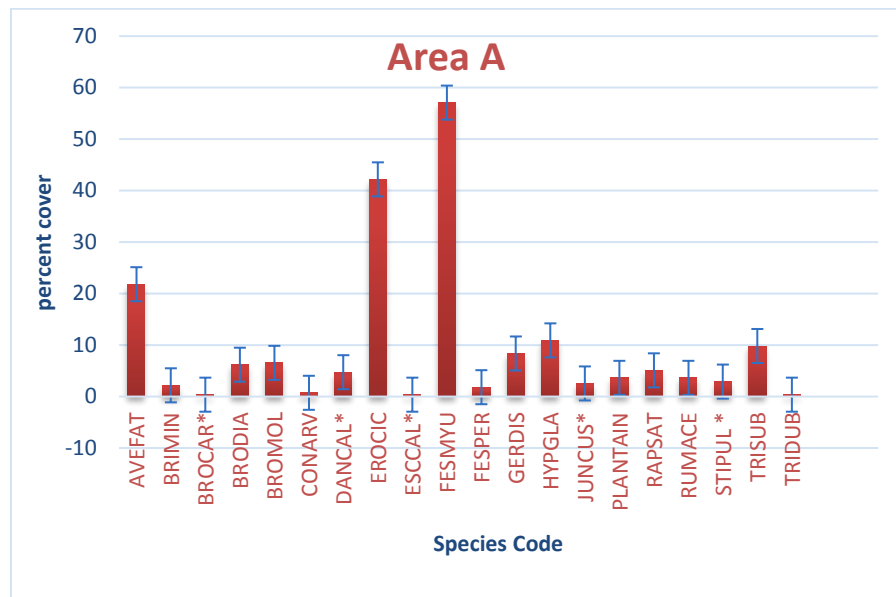 Area A
percent cover
70
60
50
40
30
20
10
0
-10
AVEFAT
BRIMIN
BROCAR*
BRODIA
BROMOL
CONARV
DANCAL*
EROCIC
ESCCAL*
FESMYU
FESPER
GERDIS
HYPGLA
JUNCUS*
PLANTAIN
RAPSAT
RUMACE
STIPUL *
TRISUB
TRIDUB
Species Code